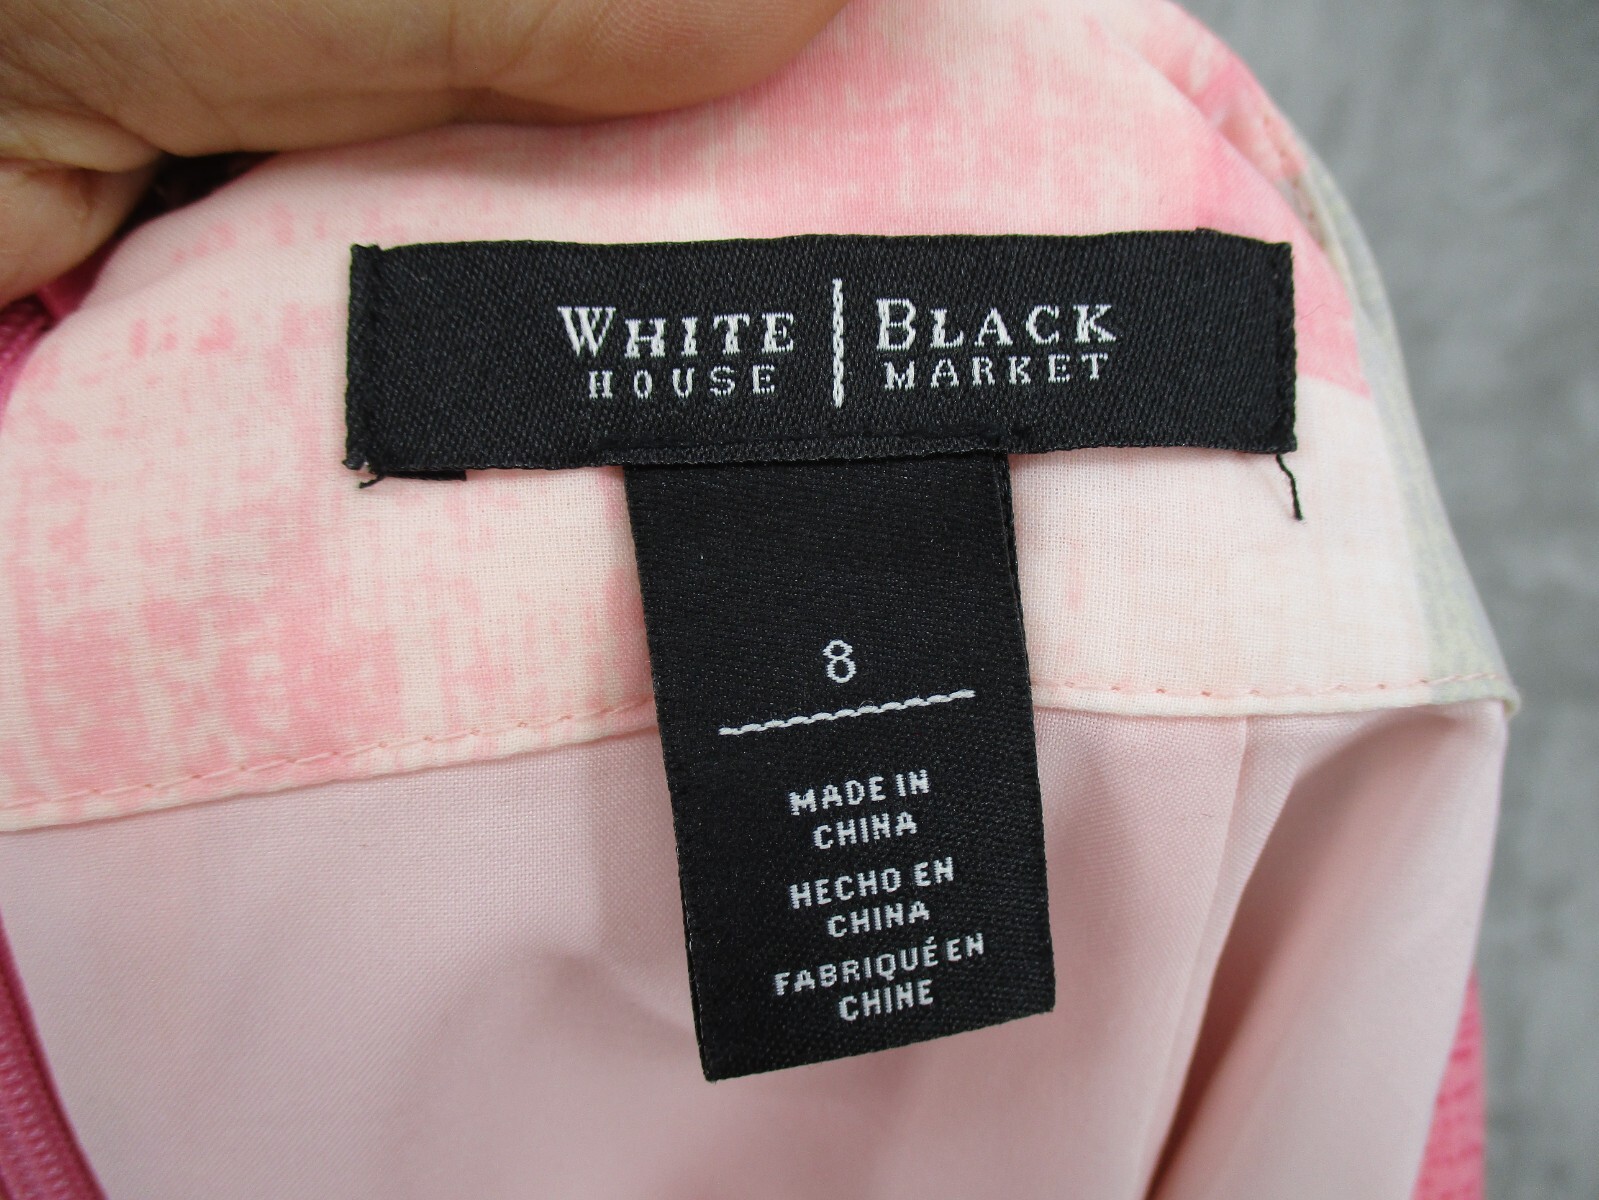 WHITE HOUSE | BLACK MARKET
8
MADE IN
CHINA
HECHO EN
CHINA
FABRIQUÉ EN
CHINE